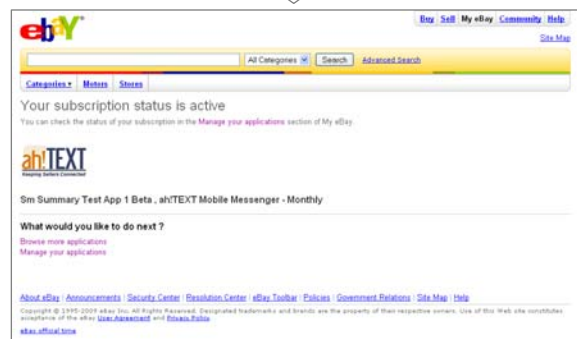 ebaY
Buy Sell My eBay Community Help
Site Map
All Categories Search Advanced Search
Categories Motors Stores
Your subscription status is active
You can check the status of your subscription in the Manage your applications section of My eBay.
ah!TEXT
Keeping Sellers Connected
Sm Summary Test App 1 Beta , ah!TEXT Mobile Messenger - Monthly
What would you like to do next ?
Browse more applications
Manage your applications
About eBay | Announcements | Security Center | Resolution Center | eBay Toolbar | Policies | Government Relations | Site Map | Help
Copyright © 1995-2009 eBay Inc. All Rights Reserved. Designated trademarks and brands are the property of their respective owners. Use of this Web site constitutes
acceptance of the eBay User Agreement and Privacy Policy.
eBay official time